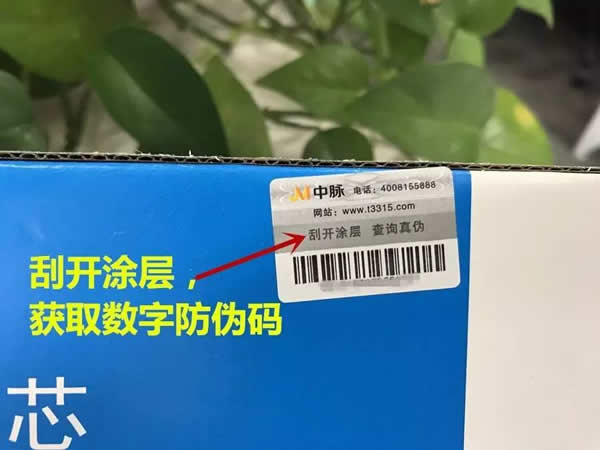 中脉 电话：4008155888
网站：www.t3315.com
刮开涂层 查询真伪
刮开涂层，
获取数字防伪码
芯